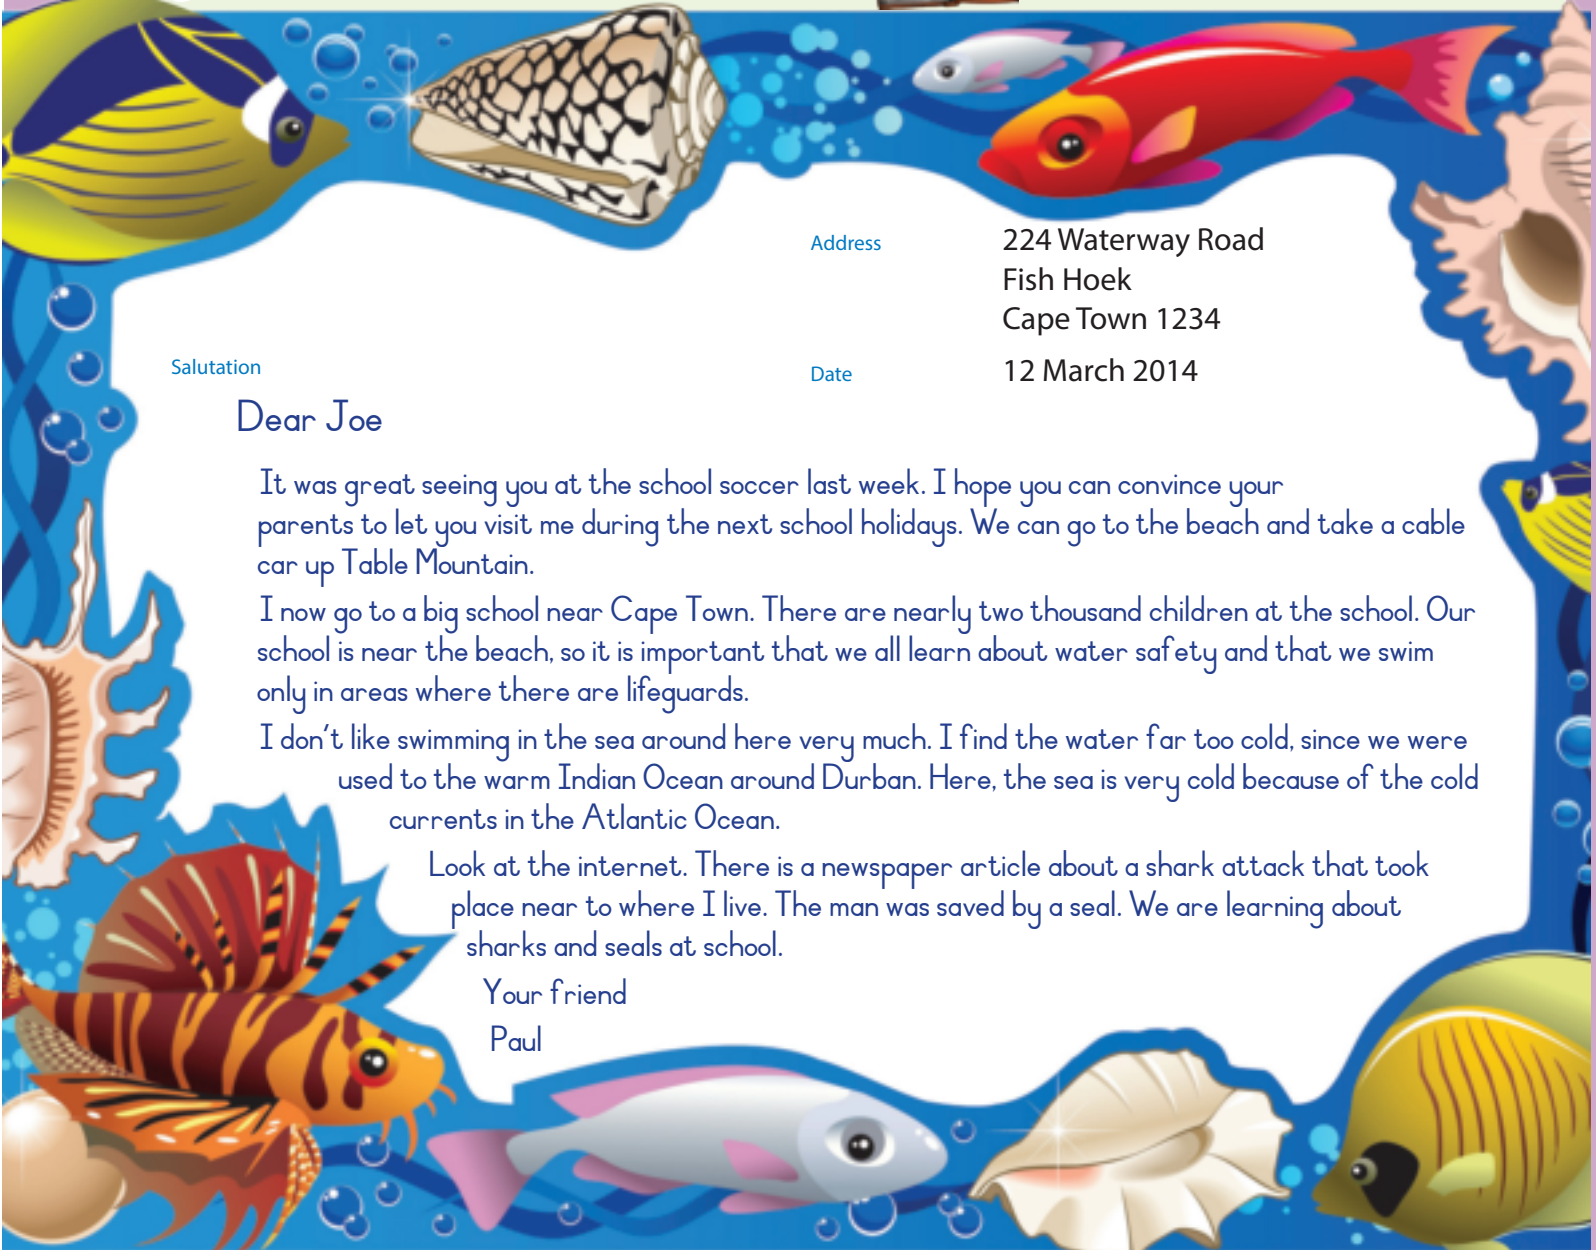 Address
224 Waterway Road
Fish Hoek
Cape Town 1234
Date
12 March 2014
Salutation
Dear Joe
It was great seeing you at the school soccer last week. I hope you can convince your
parents to let you visit me during the next school holidays. We can go to the beach and take a cable
car up Table Mountain.
I now go to a big school near Cape Town. There are nearly two thousand children at the school. Our
school is near the beach, so it is important that we all learn about water safety and that we swim
only in areas where there are lifeguards.
I don't like swimming in the sea around here very much. I find the water far too cold, since we were
used to the warm Indian Ocean around Durban. Here, the sea is very cold because of the cold
currents in the Atlantic Ocean.
Look at the internet. There is a newspaper article about a shark attack that took
place near to where I live. The man was saved by a seal. We are learning about
sharks and seals at school.
Your friend
Paul